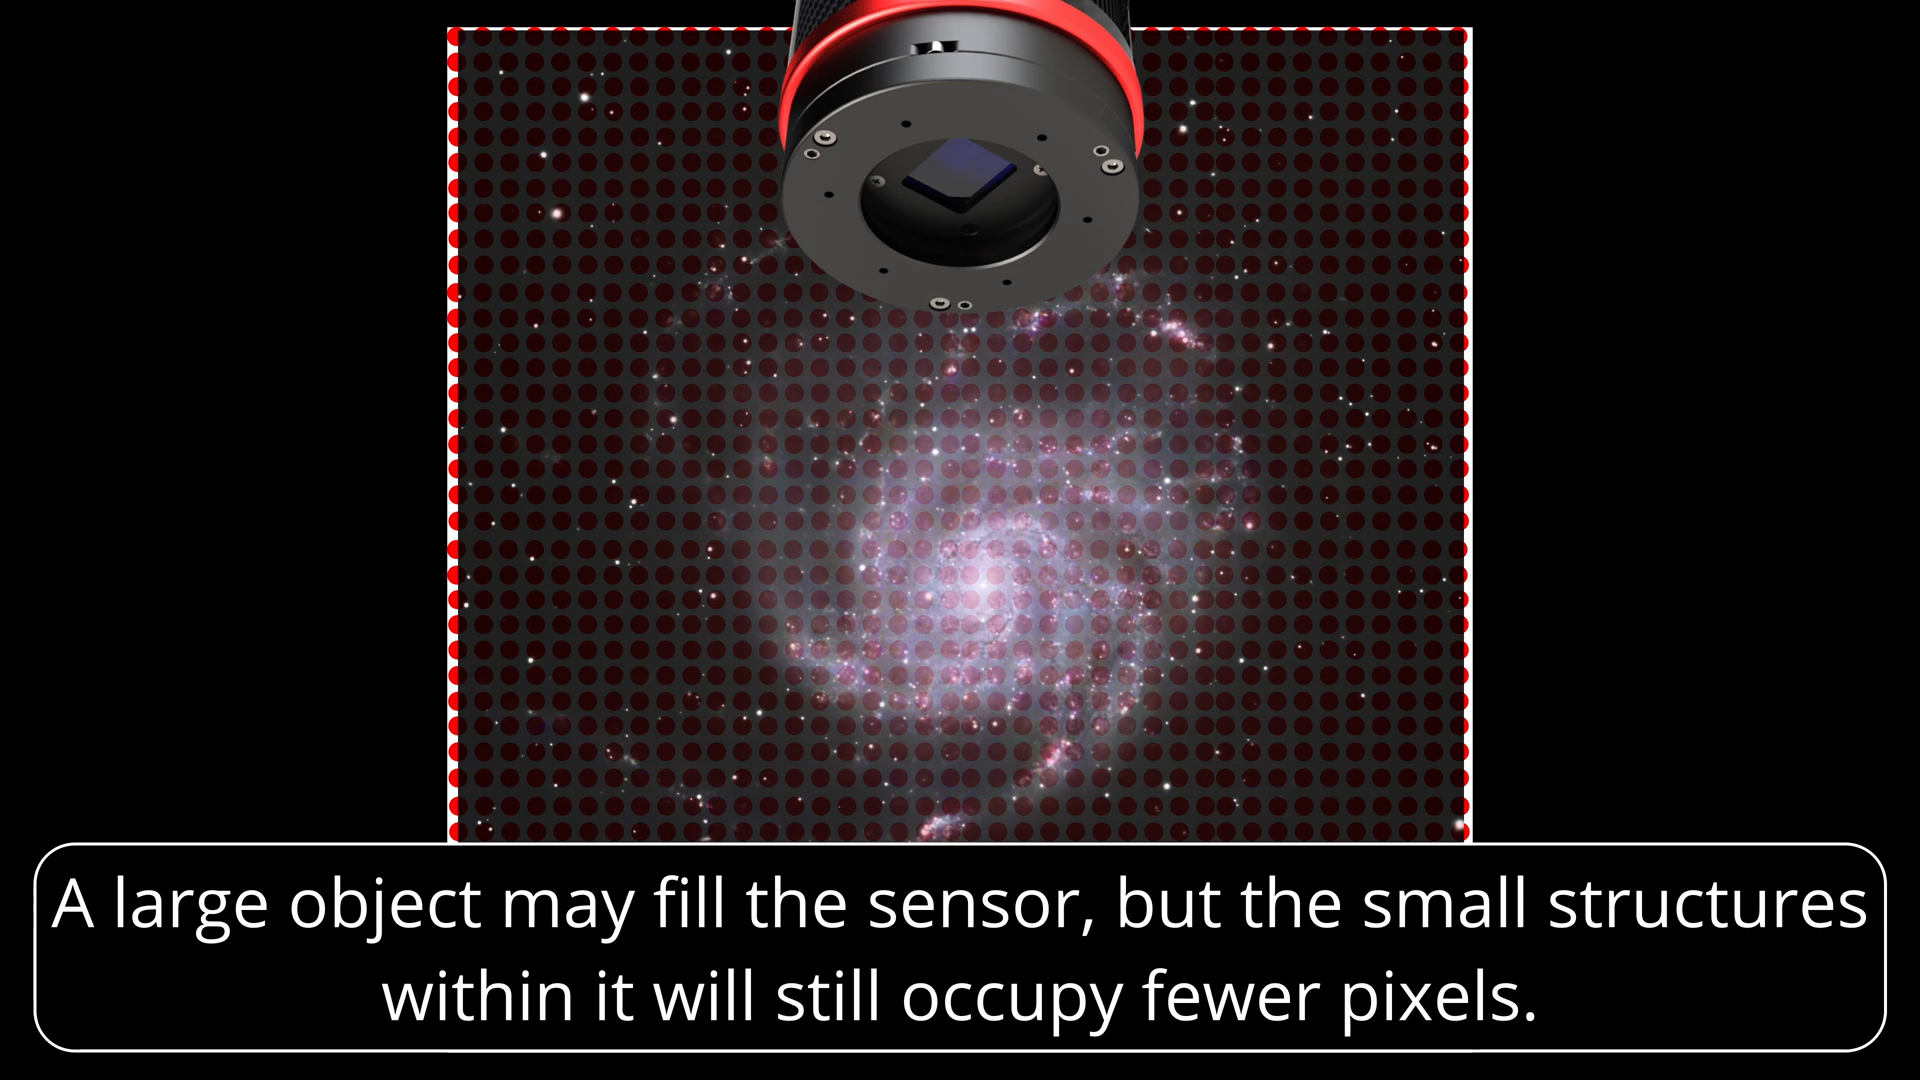 A large object may fill the sensor, but the small structures
within it will still occupy fewer pixels.